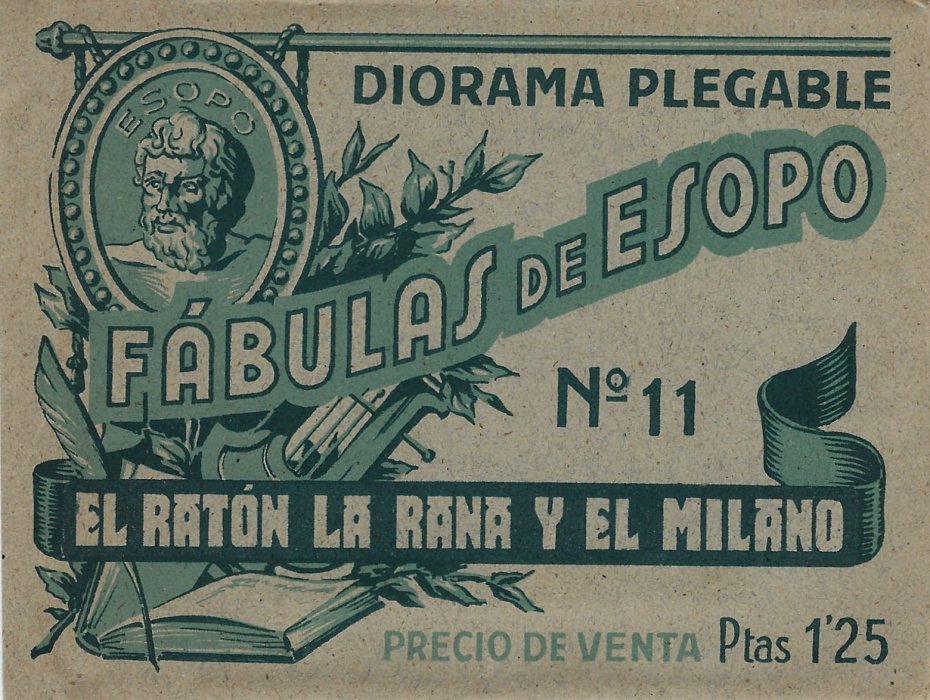 ESOPO
DIORAMA PLEGABLE
FÁBULAS DE ESOPO
Nº 11
EL RATÓN LA RANA Y EL MILANO
PRECIO DE VENTA Ptas 1'25